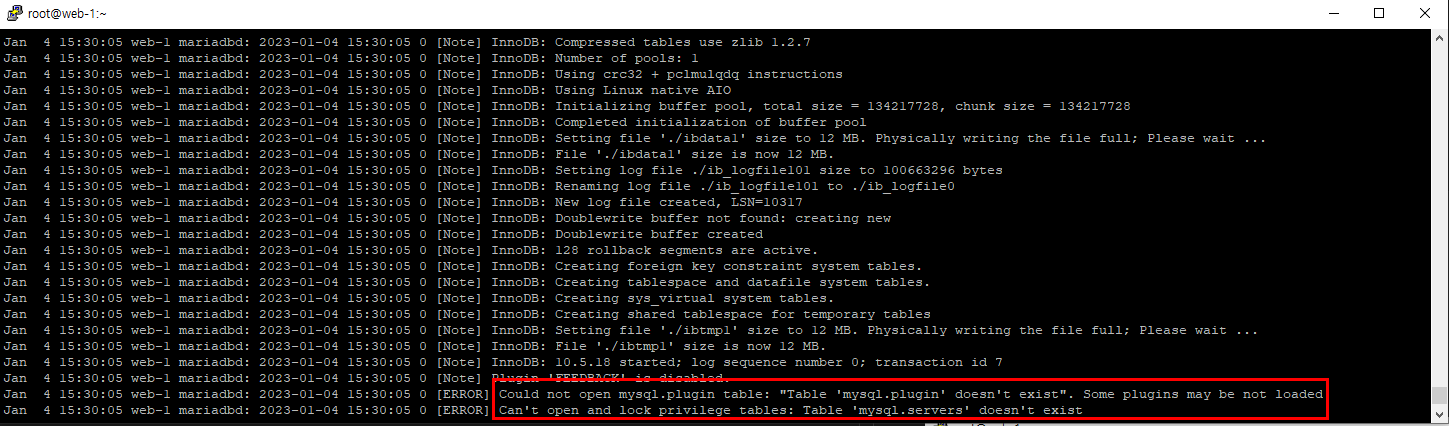 root@web-1:~
Jan  4 15:30:05 web-1 mariadbd: 2023-01-04 15:30:05 0 [Note] InnoDB: Compressed tables use zlib 1.2.7
Jan  4 15:30:05 web-1 mariadbd: 2023-01-04 15:30:05 0 [Note] InnoDB: Number of pools: 1
Jan  4 15:30:05 web-1 mariadbd: 2023-01-04 15:30:05 0 [Note] InnoDB: Using crc32 + pclmulqdq instructions
Jan  4 15:30:05 web-1 mariadbd: 2023-01-04 15:30:05 0 [Note] InnoDB: Using Linux native AIO
Jan  4 15:30:05 web-1 mariadbd: 2023-01-04 15:30:05 0 [Note] InnoDB: Initializing buffer pool, total size = 134217728, chunk size = 134217728
Jan  4 15:30:05 web-1 mariadbd: 2023-01-04 15:30:05 0 [Note] InnoDB: Completed initialization of buffer pool
Jan  4 15:30:05 web-1 mariadbd: 2023-01-04 15:30:05 0 [Note] InnoDB: Setting file './ibdata1' size to 12 MB. Physically writing the file full; Please wait ...
Jan  4 15:30:05 web-1 mariadbd: 2023-01-04 15:30:05 0 [Note] InnoDB: File './ibdata1' size is now 12 MB.
Jan  4 15:30:05 web-1 mariadbd: 2023-01-04 15:30:05 0 [Note] InnoDB: Setting log file ./ib_logfile101 size to 100663296 bytes
Jan  4 15:30:05 web-1 mariadbd: 2023-01-04 15:30:05 0 [Note] InnoDB: Renaming log file ./ib_logfile101 to ./ib_logfile0
Jan  4 15:30:05 web-1 mariadbd: 2023-01-04 15:30:05 0 [Note] InnoDB: New log file created, LSN=10317
Jan  4 15:30:05 web-1 mariadbd: 2023-01-04 15:30:05 0 [Note] InnoDB: Doublewrite buffer not found: creating new
Jan  4 15:30:05 web-1 mariadbd: 2023-01-04 15:30:05 0 [Note] InnoDB: Doublewrite buffer created
Jan  4 15:30:05 web-1 mariadbd: 2023-01-04 15:30:05 0 [Note] InnoDB: 128 rollback segments are active.
Jan  4 15:30:05 web-1 mariadbd: 2023-01-04 15:30:05 0 [Note] InnoDB: Creating foreign key constraint system tables.
Jan  4 15:30:05 web-1 mariadbd: 2023-01-04 15:30:05 0 [Note] InnoDB: Creating tablespace and datafile system tables.
Jan  4 15:30:05 web-1 mariadbd: 2023-01-04 15:30:05 0 [Note] InnoDB: Creating sys_virtual system tables.
Jan  4 15:30:05 web-1 mariadbd: 2023-01-04 15:30:05 0 [Note] InnoDB: Creating shared tablespace for temporary tables
Jan  4 15:30:05 web-1 mariadbd: 2023-01-04 15:30:05 0 [Note] InnoDB: Setting file './ibtmp1' size to 12 MB. Physically writing the file full; Please wait ...
Jan  4 15:30:05 web-1 mariadbd: 2023-01-04 15:30:05 0 [Note] InnoDB: File './ibtmp1' size is now 12 MB.
Jan  4 15:30:05 web-1 mariadbd: 2023-01-04 15:30:05 0 [Note] InnoDB: 10.5.18 started; log sequence number 0; transaction id 7
Jan  4 15:30:05 web-1 mariadbd: 2023-01-04 15:30:05 0 [Note] Plugin 'FEEDBACK' is disabled.
Jan  4 15:30:05 web-1 mariadbd: 2023-01-04 15:30:05 0 [ERROR] Could not open mysql.plugin table: "Table 'mysql.plugin' doesn't exist". Some plugins may be not loaded
Jan  4 15:30:05 web-1 mariadbd: 2023-01-04 15:30:05 0 [ERROR] Can't open and lock privilege tables: Table 'mysql.servers' doesn't exist